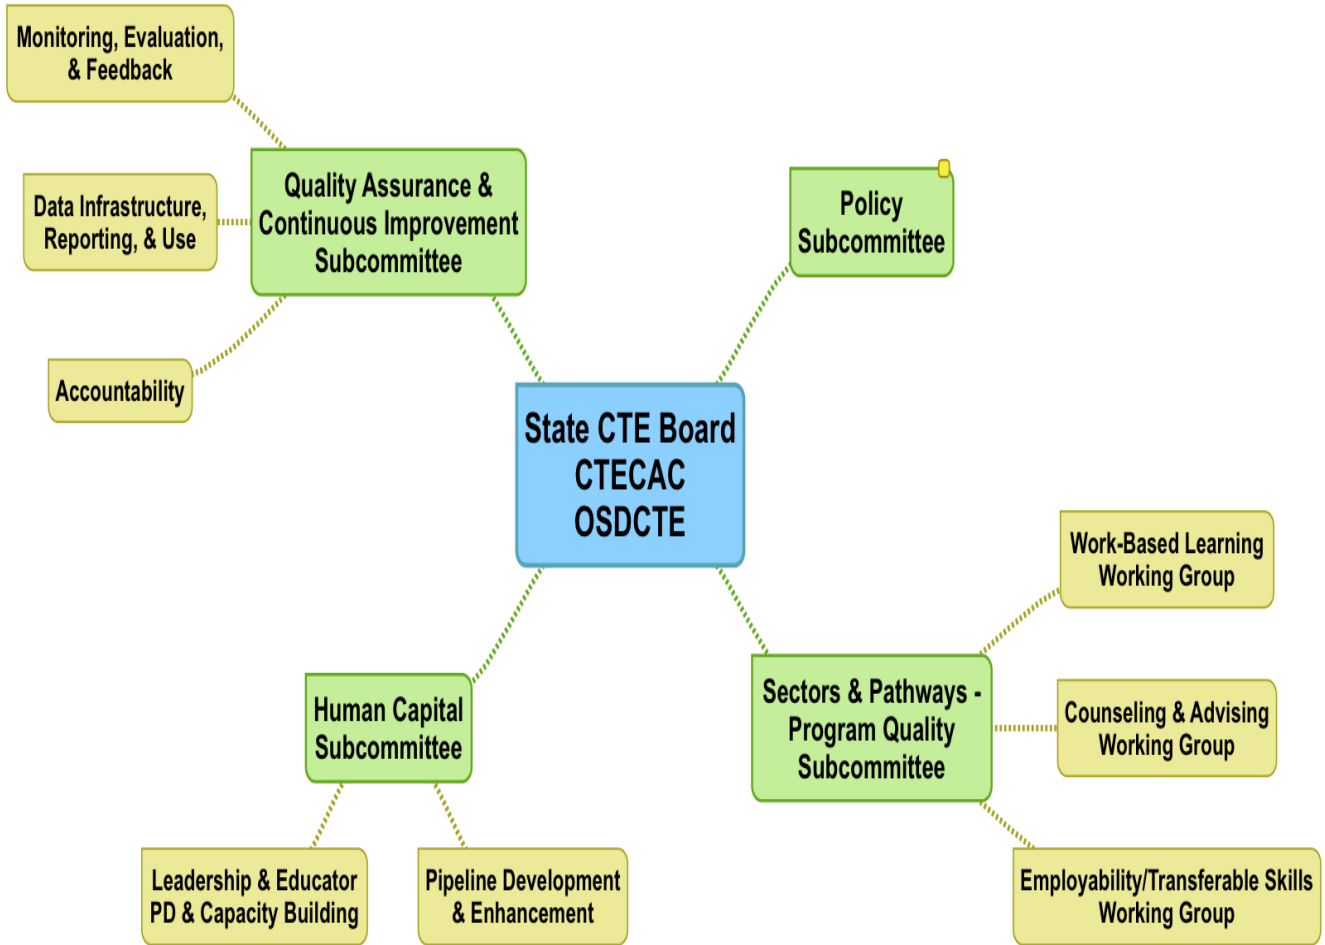 Monitoring, Evaluation,
& Feedback
Data Infrastructure,
Reporting, & Use
Accountability
Quality Assurance &
Continuous Improvement
Subcommittee
Policy
Subcommittee
State CTE Board
CTECAC
OSDCTE
Human Capital
Subcommittee
Leadership & Educator
PD & Capacity Building
Pipeline Development
& Enhancement
Sectors & Pathways -
Program Quality
Subcommittee
Work-Based Learning
Working Group
Counseling & Advising
Working Group
Employability/Transferable Skills
Working Group